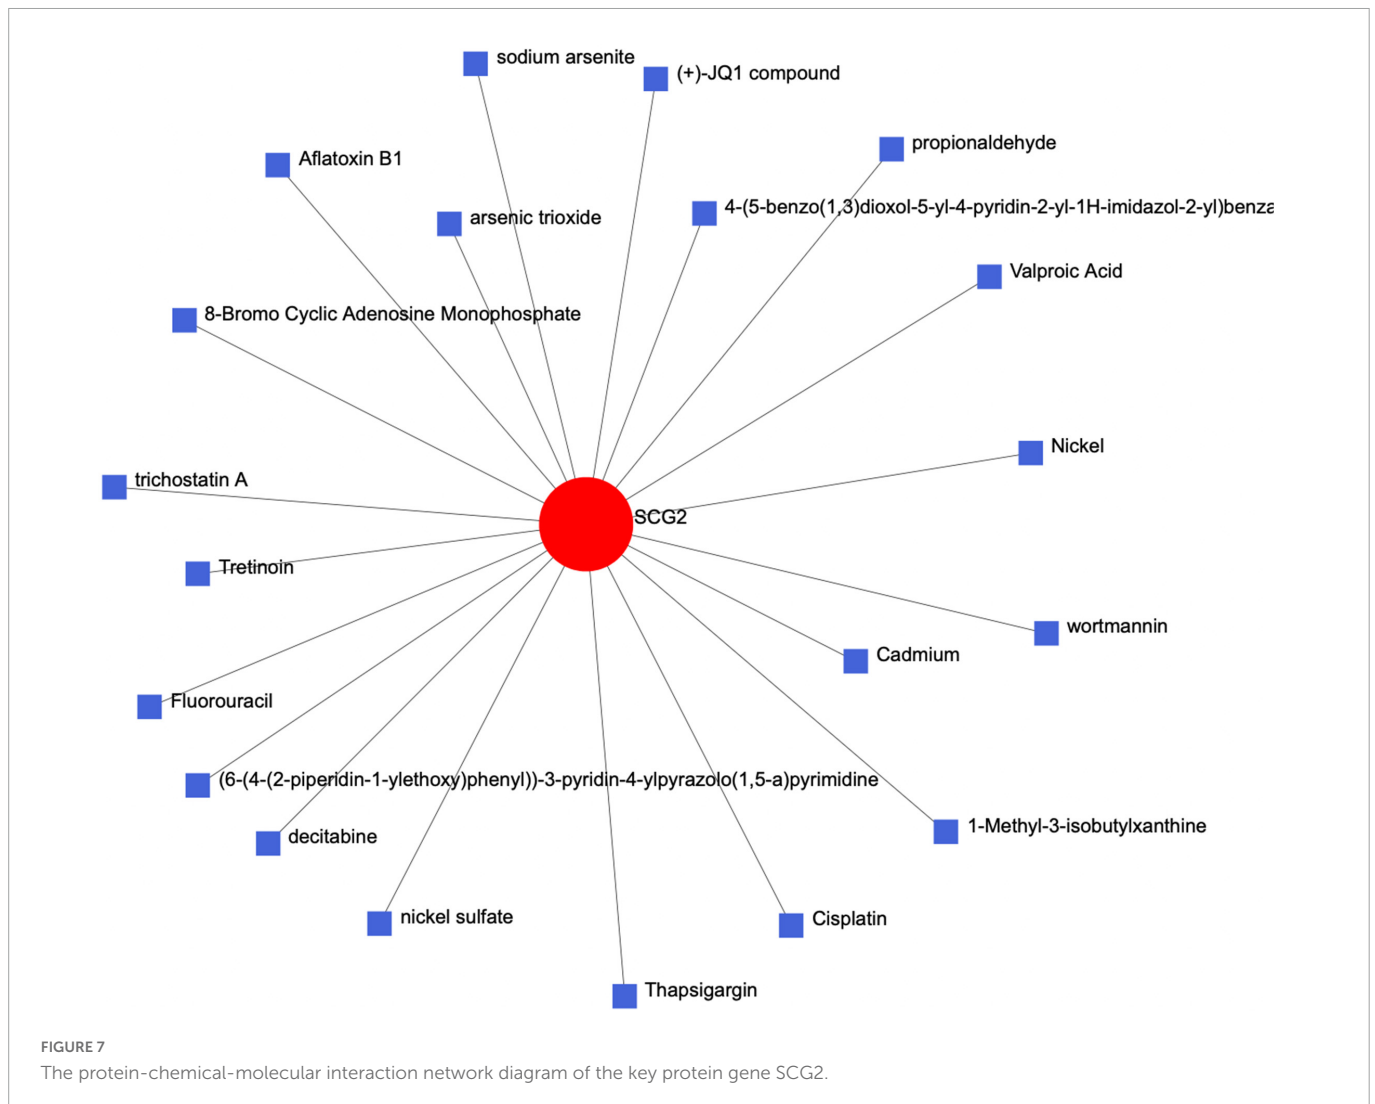 sodium arsenite
(+)-JQ1 compound
propionaldehyde
Aflatoxin B1
4-(5-benzo(1,3)dioxol-5-yl-4-pyridin-2-yl-1H-imidazol-2-yl)benza
arsenic trioxide
Valproic Acid
8-Bromo Cyclic Adenosine Monophosphate
Nickel
trichostatin A
SCG2
Tretinoin
wortmannin
Cadmium
Fluorouracil
(6-(4-(2-piperidin-1-ylethoxy)phenyl))-3-pyridin-4-ylpyrazolo(1,5-a)pyrimidine
1-Methyl-3-isobutylxanthine
decitabine
nickel sulfate
Cisplatin
Thapsigargin
FIGURE 7
The protein-chemical-molecular interaction network diagram of the key protein gene SCG2.